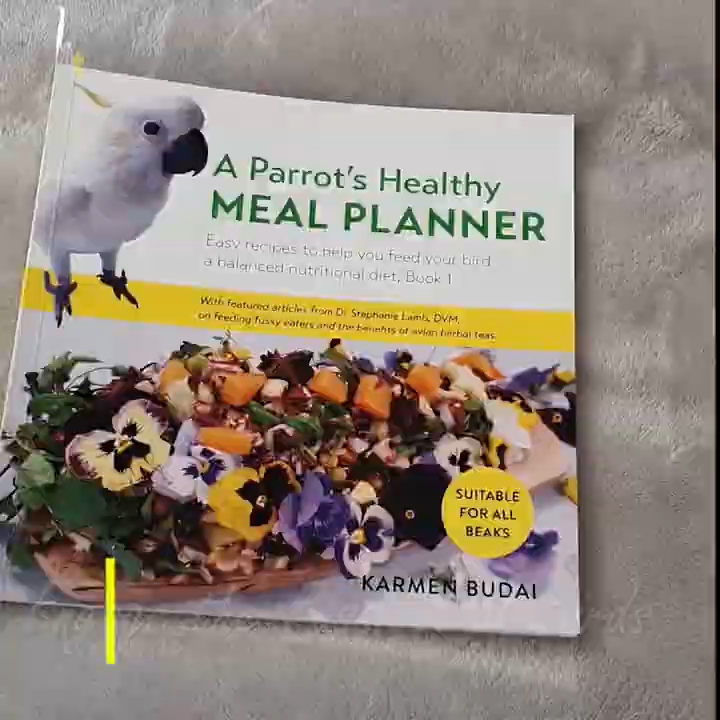 A Parrot's Healthy
MEAL PLANNER
Easy recipes to help you feed your bird
a balanced nutritional diet, Book 1
With featured articles from Dr Stephanie Lamb, DVM,
on feeding fussy eaters and the benefits of avian herbal teas.
SUITABLE
FOR ALL
BEAKS
KARMEN BUDAI